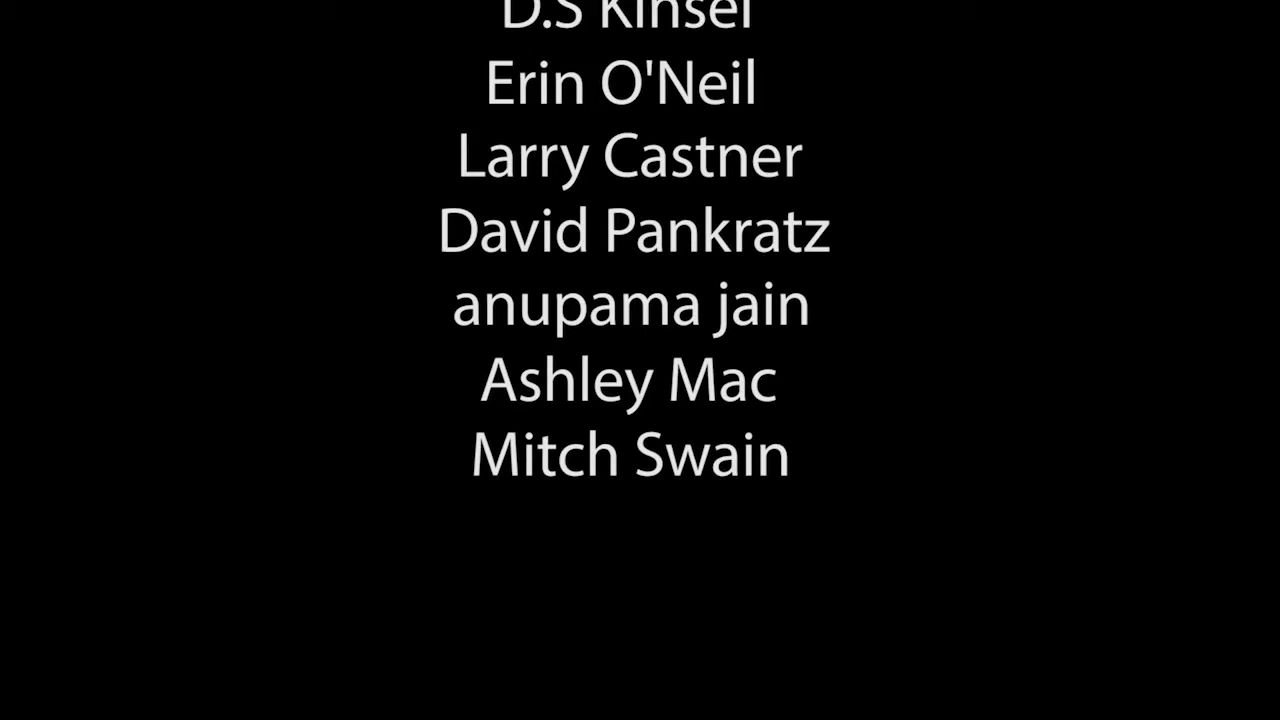 D.S Kinsel
Erin O'Neil
Larry Castner
David Pankratz
anupama jain
Ashley Mac
Mitch Swain